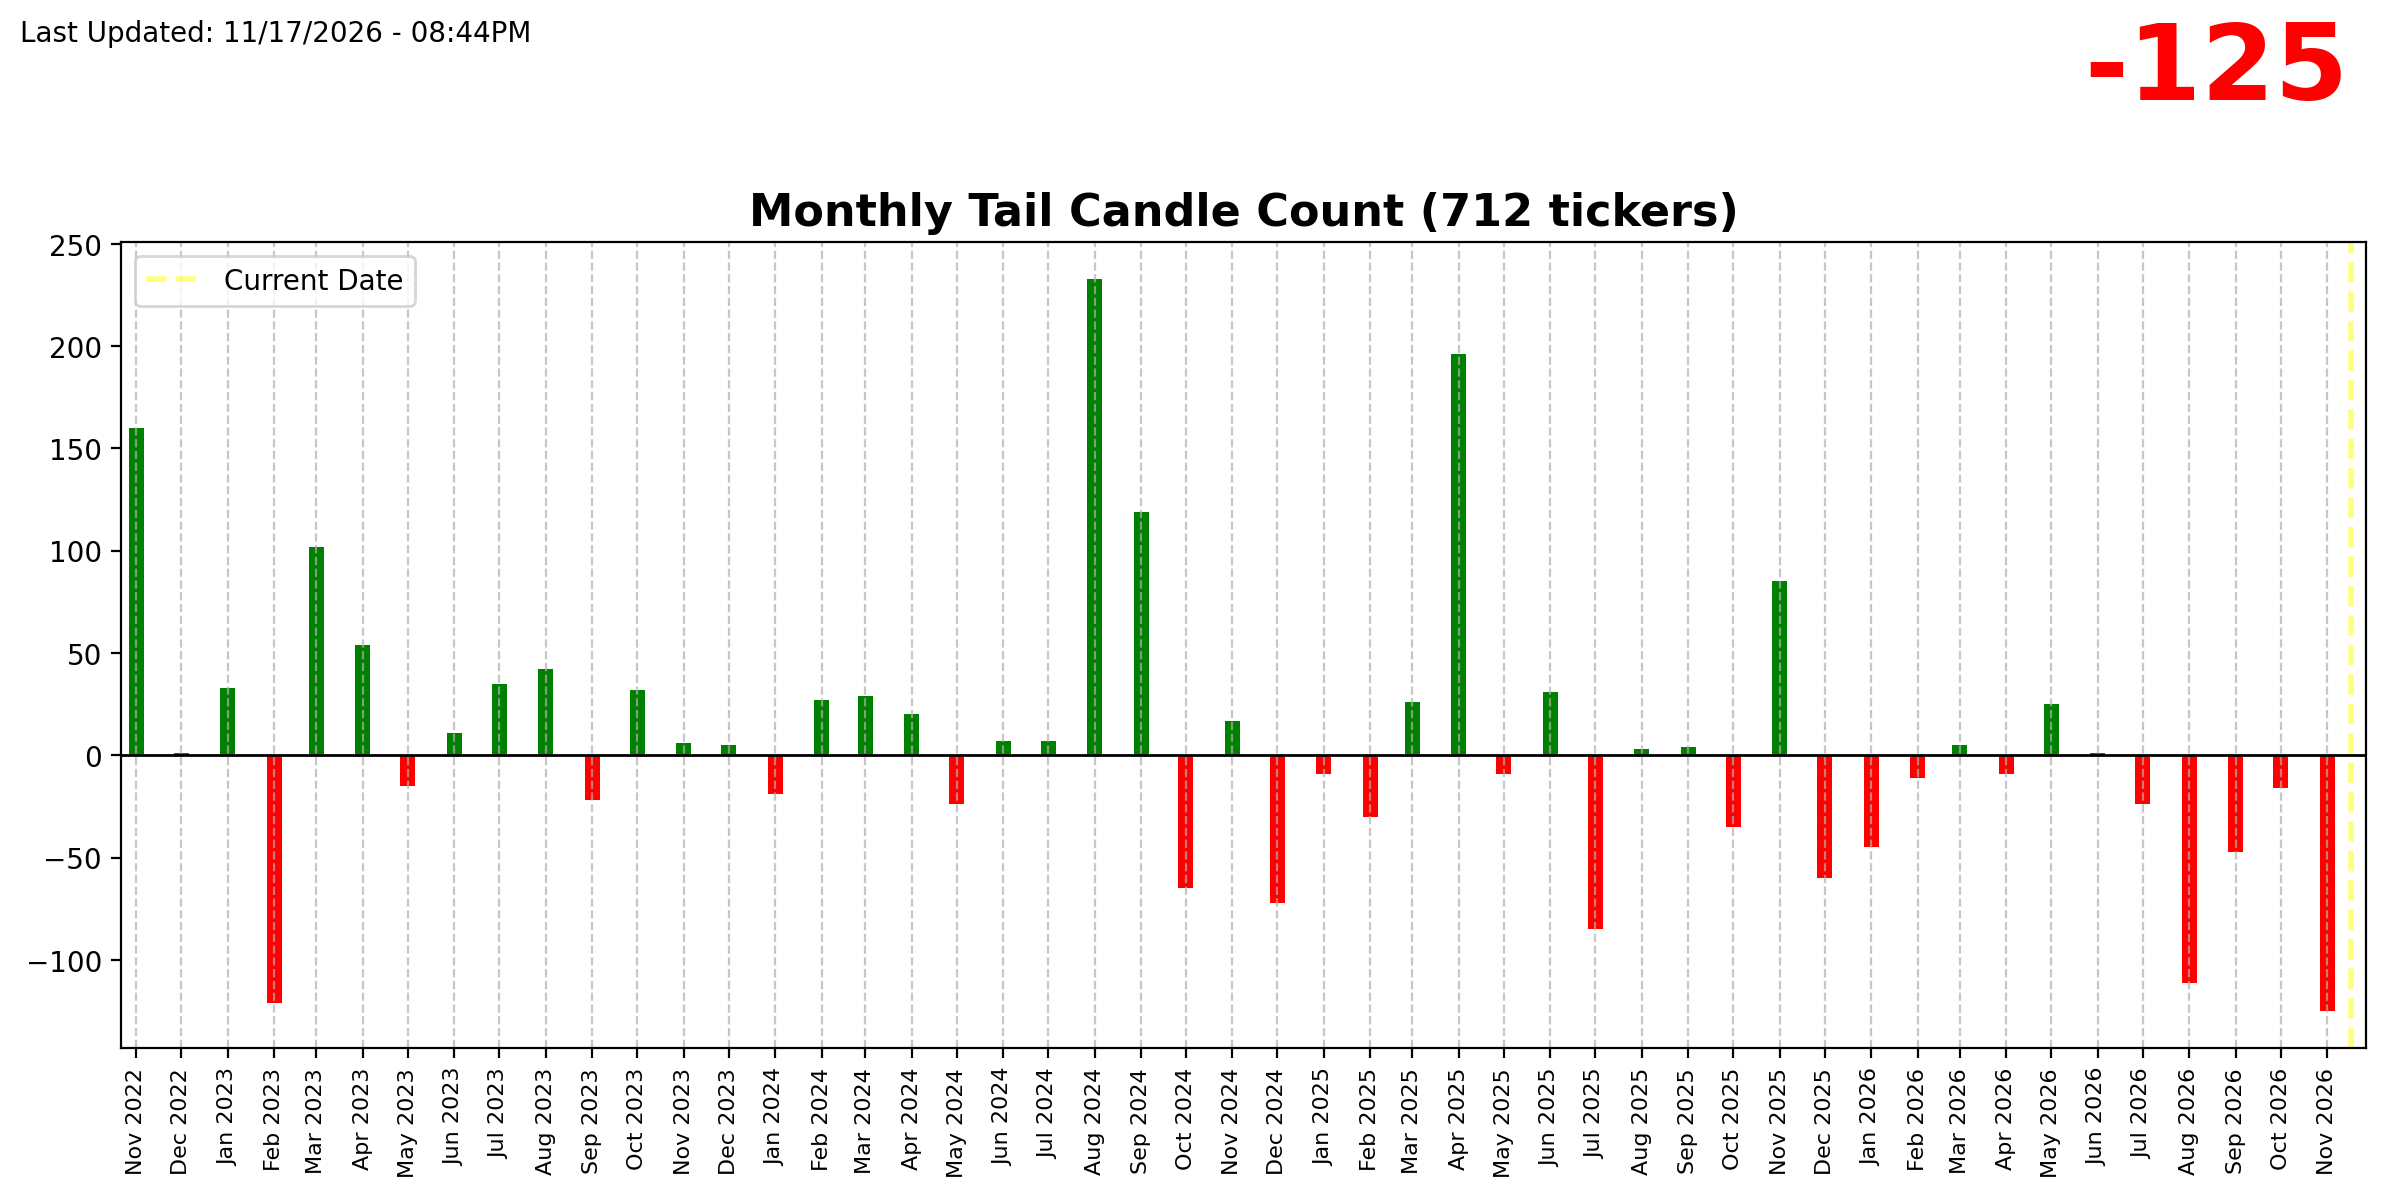 Last Updated: 11/17/2026 - 08:44PM
-125
Monthly Tail Candle Count (712 tickers)
Current Date
250
200
150
100
50
0
−50
−100
Nov 2022
Dec 2022
Jan 2023
Feb 2023
Mar 2023
Apr 2023
May 2023
Jun 2023
Jul 2023
Aug 2023
Sep 2023
Oct 2023
Nov 2023
Dec 2023
Jan 2024
Feb 2024
Mar 2024
Apr 2024
May 2024
Jun 2024
Jul 2024
Aug 2024
Sep 2024
Oct 2024
Nov 2024
Dec 2024
Jan 2025
Feb 2025
Mar 2025
Apr 2025
May 2025
Jun 2025
Jul 2025
Aug 2025
Sep 2025
Oct 2025
Nov 2025
Dec 2025
Jan 2026
Feb 2026
Mar 2026
Apr 2026
May 2026
Jun 2026
Jul 2026
Aug 2026
Sep 2026
Oct 2026
Nov 2026